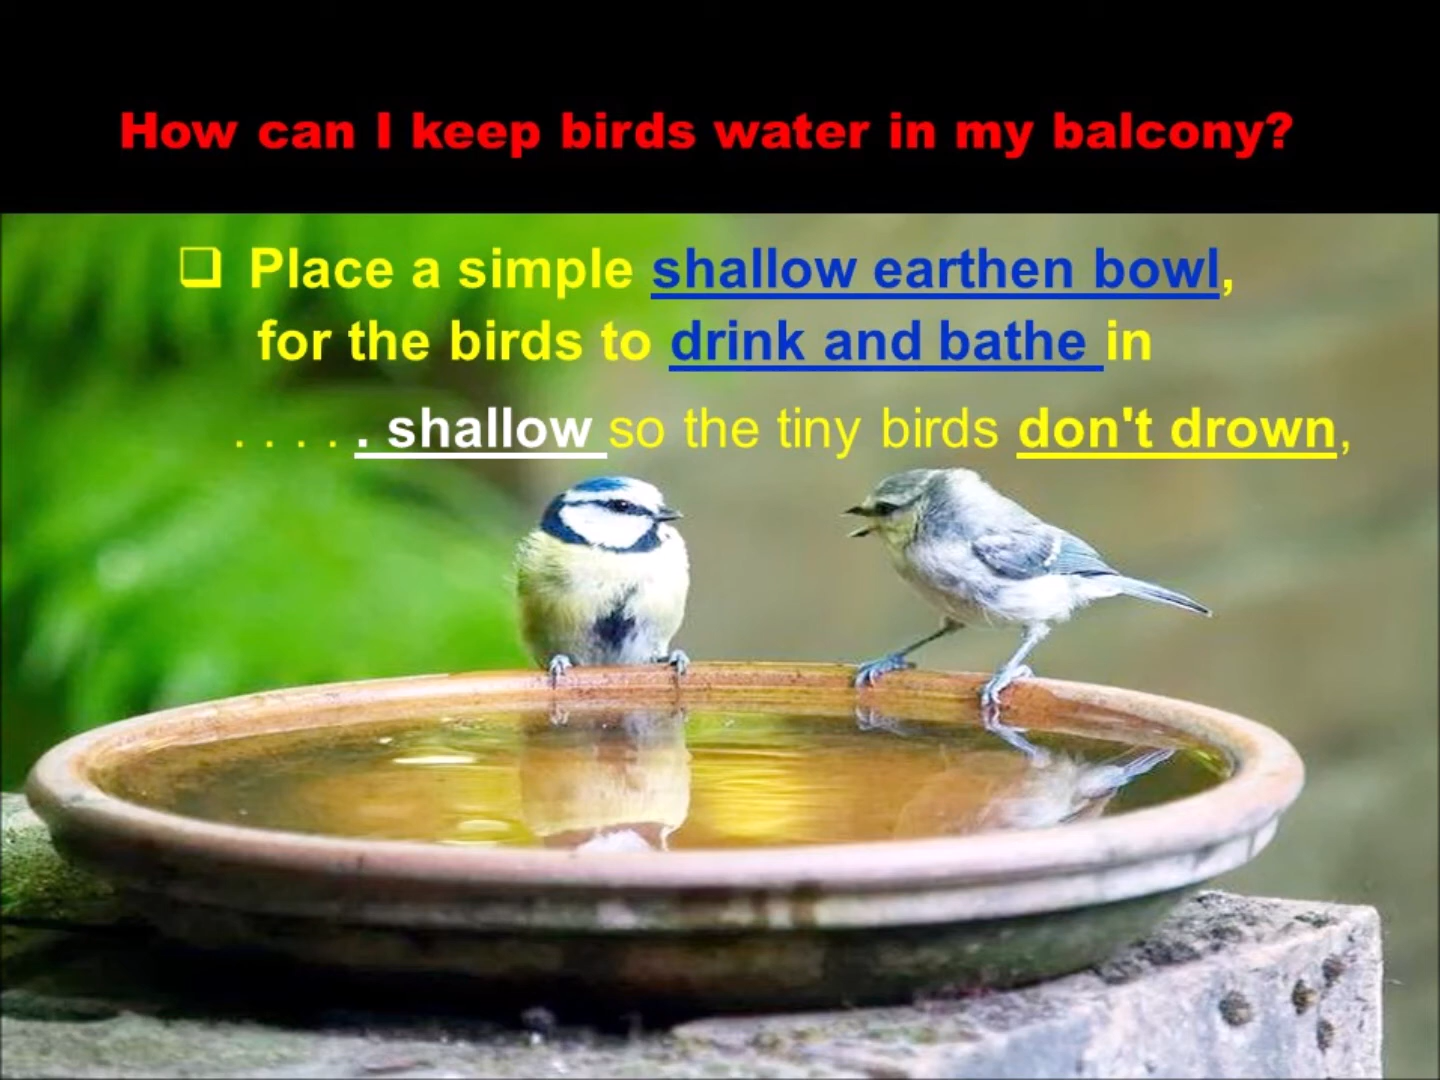 How can I keep birds water in my balcony?
❑ Place a simple shallow earthen bowl,
for the birds to drink and bathe in
. . . . . . shallow so the tiny birds don't drown,